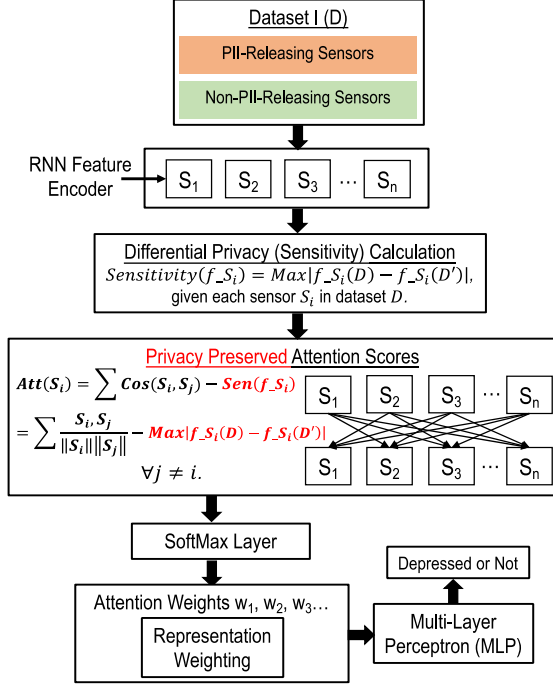 Dataset I (D)
PII-Releasing Sensors
Non-PII-Releasing Sensors
RNN Feature
Encoder
S₁ S₂ S₃ ⋯ Sₙ
Differential Privacy (Sensitivity) Calculation
Sensitivity(f_Sᵢ) = Max|f_Sᵢ(D) − f_Sᵢ(D′)|,
given each sensor Sᵢ in dataset D.
Privacy Preserved Attention Scores
Att(Sᵢ) = ∑ Cos(Sᵢ, Sⱼ) − Sen(f_Sᵢ)
= ∑ Sᵢ, Sⱼ / ‖Sᵢ‖‖Sⱼ‖ − Max|f_Sᵢ(D) − f_Sᵢ(D′)|
∀j ≠ i.
S₁ S₂ S₃ ⋯ Sₙ
S₁ S₂ S₃ ⋯ Sₙ
SoftMax Layer
Attention Weights w₁, w₂, w₃…
Representation
Weighting
Depressed or Not
Multi-Layer
Perceptron (MLP)